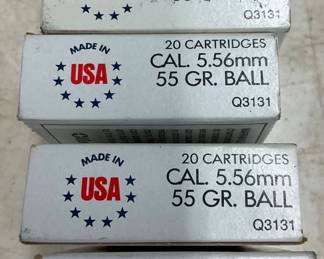 Q3131
MADE IN
USA
20 CARTRIDGES
CAL. 5.56mm
55 GR. BALL
Q3131
MADE IN
USA
20 CARTRIDGES
CAL. 5.56mm
55 GR. BALL
Q3131